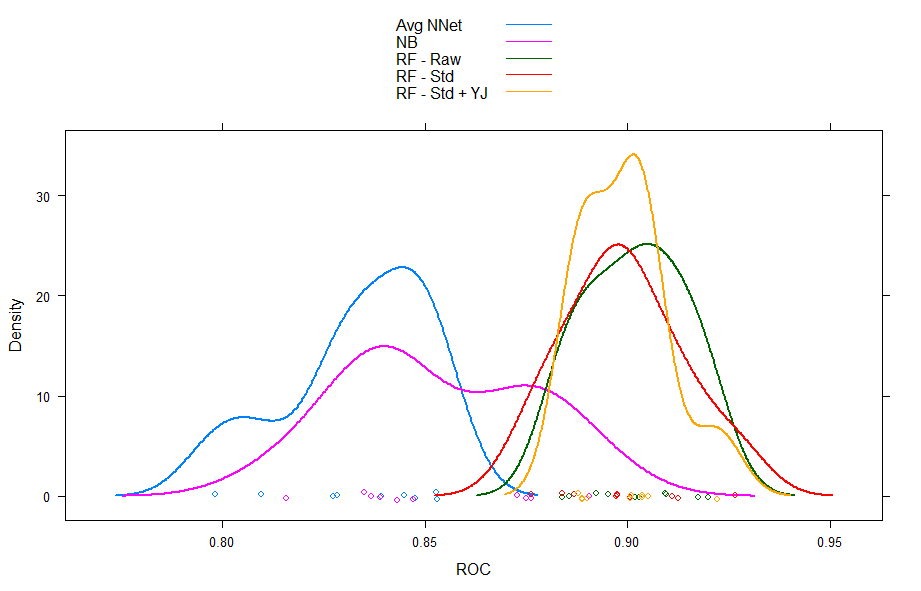 Avg NNet
NB
RF - Raw
RF - Std
RF - Std + YJ
30
20
10
0
Density
0.80 0.85 0.90 0.95
ROC